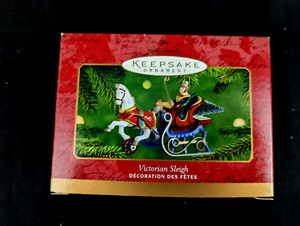 KEEPSAKE
ORNAMENT
Victorian Sleigh
DÉCORATION DES FÊTES